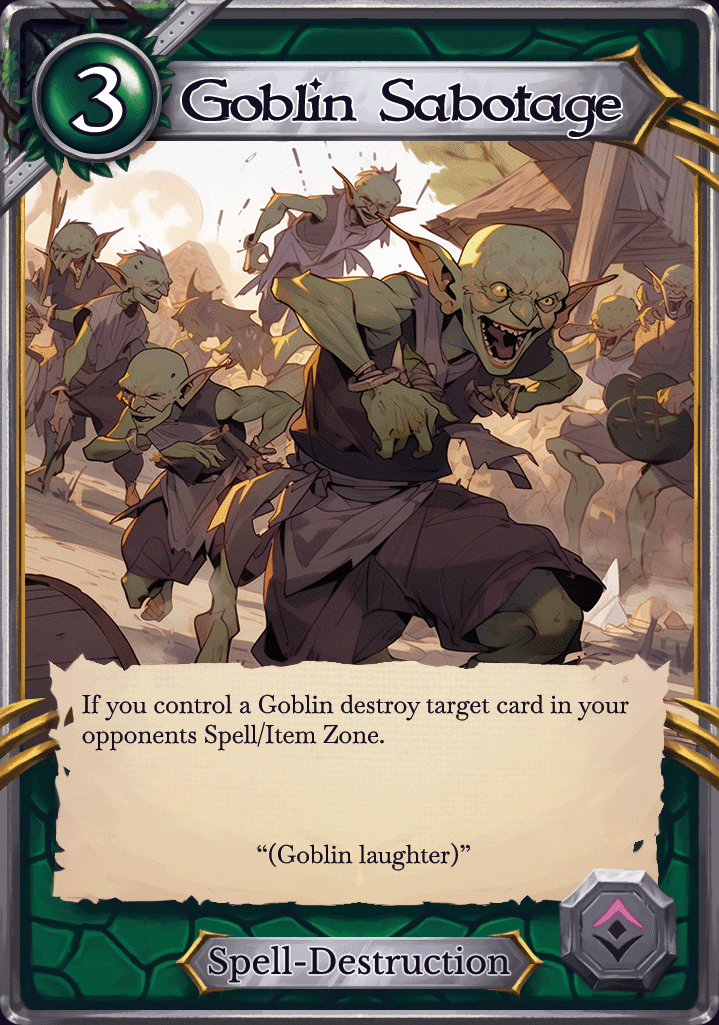 3
Goblin Sabotage
If you control a Goblin destroy target card in your
opponents Spell/Item Zone.
“(Goblin laughter)”
Spell-Destruction